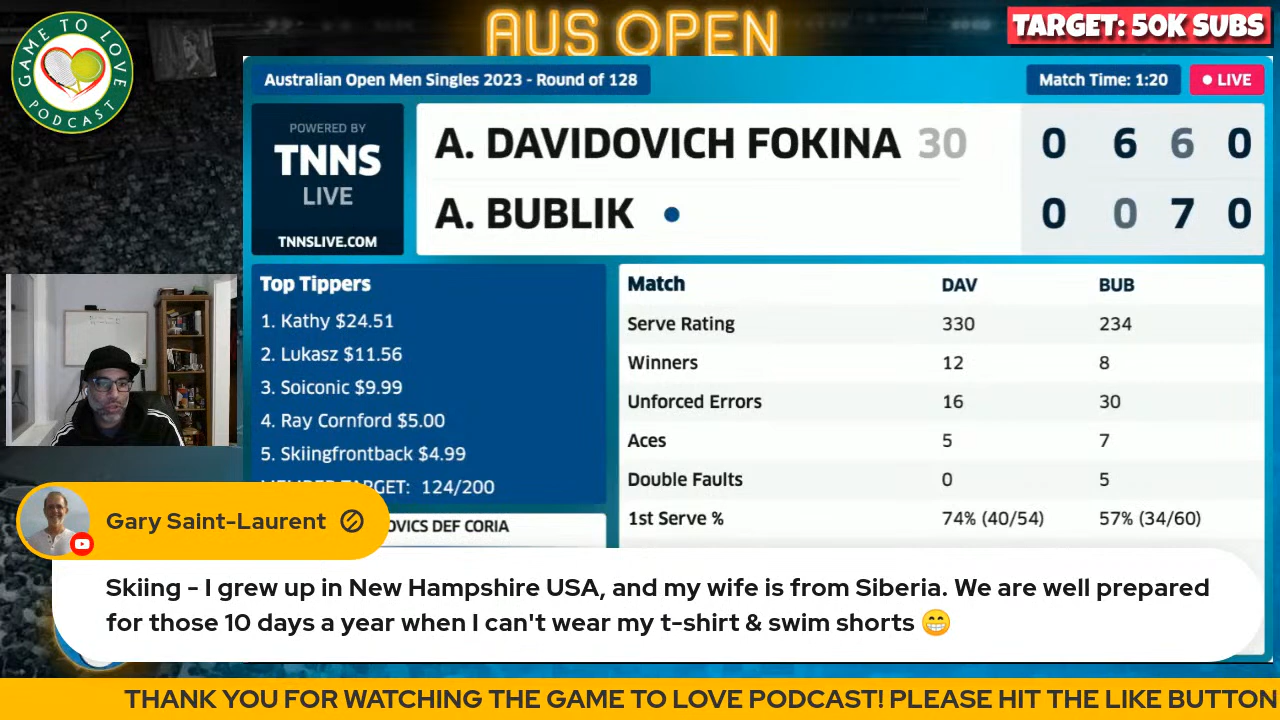 GAME TO LOVE
PODCAST
AUS OPEN
TARGET: 50K SUBS
Australian Open Men Singles 2023 - Round of 128
Match Time: 1:20
LIVE
POWERED BY
TNNS
LIVE
TNNSLIVE.COM
A. DAVIDOVICH FOKINA 30 0 6 6 0
A. BUBLIK 0 0 7 0
Top Tippers
1. Kathy $24.51
2. Lukasz $11.56
3. Soiconic $9.99
4. Ray Cornford $5.00
5. Skiingfrontback $4.99
GET: 124/200
OVICS DEF CORIA
Match DAV BUB
Serve Rating 330 234
Winners 12 8
Unforced Errors 16 30
Aces 5 7
Double Faults 0 5
1st Serve % 74% (40/54) 57% (34/60)
Gary Saint-Laurent
Skiing - I grew up in New Hampshire USA, and my wife is from Siberia. We are well prepared
for those 10 days a year when I can't wear my t-shirt & swim shorts 😁
THANK YOU FOR WATCHING THE GAME TO LOVE PODCAST! PLEASE HIT THE LIKE BUTTON